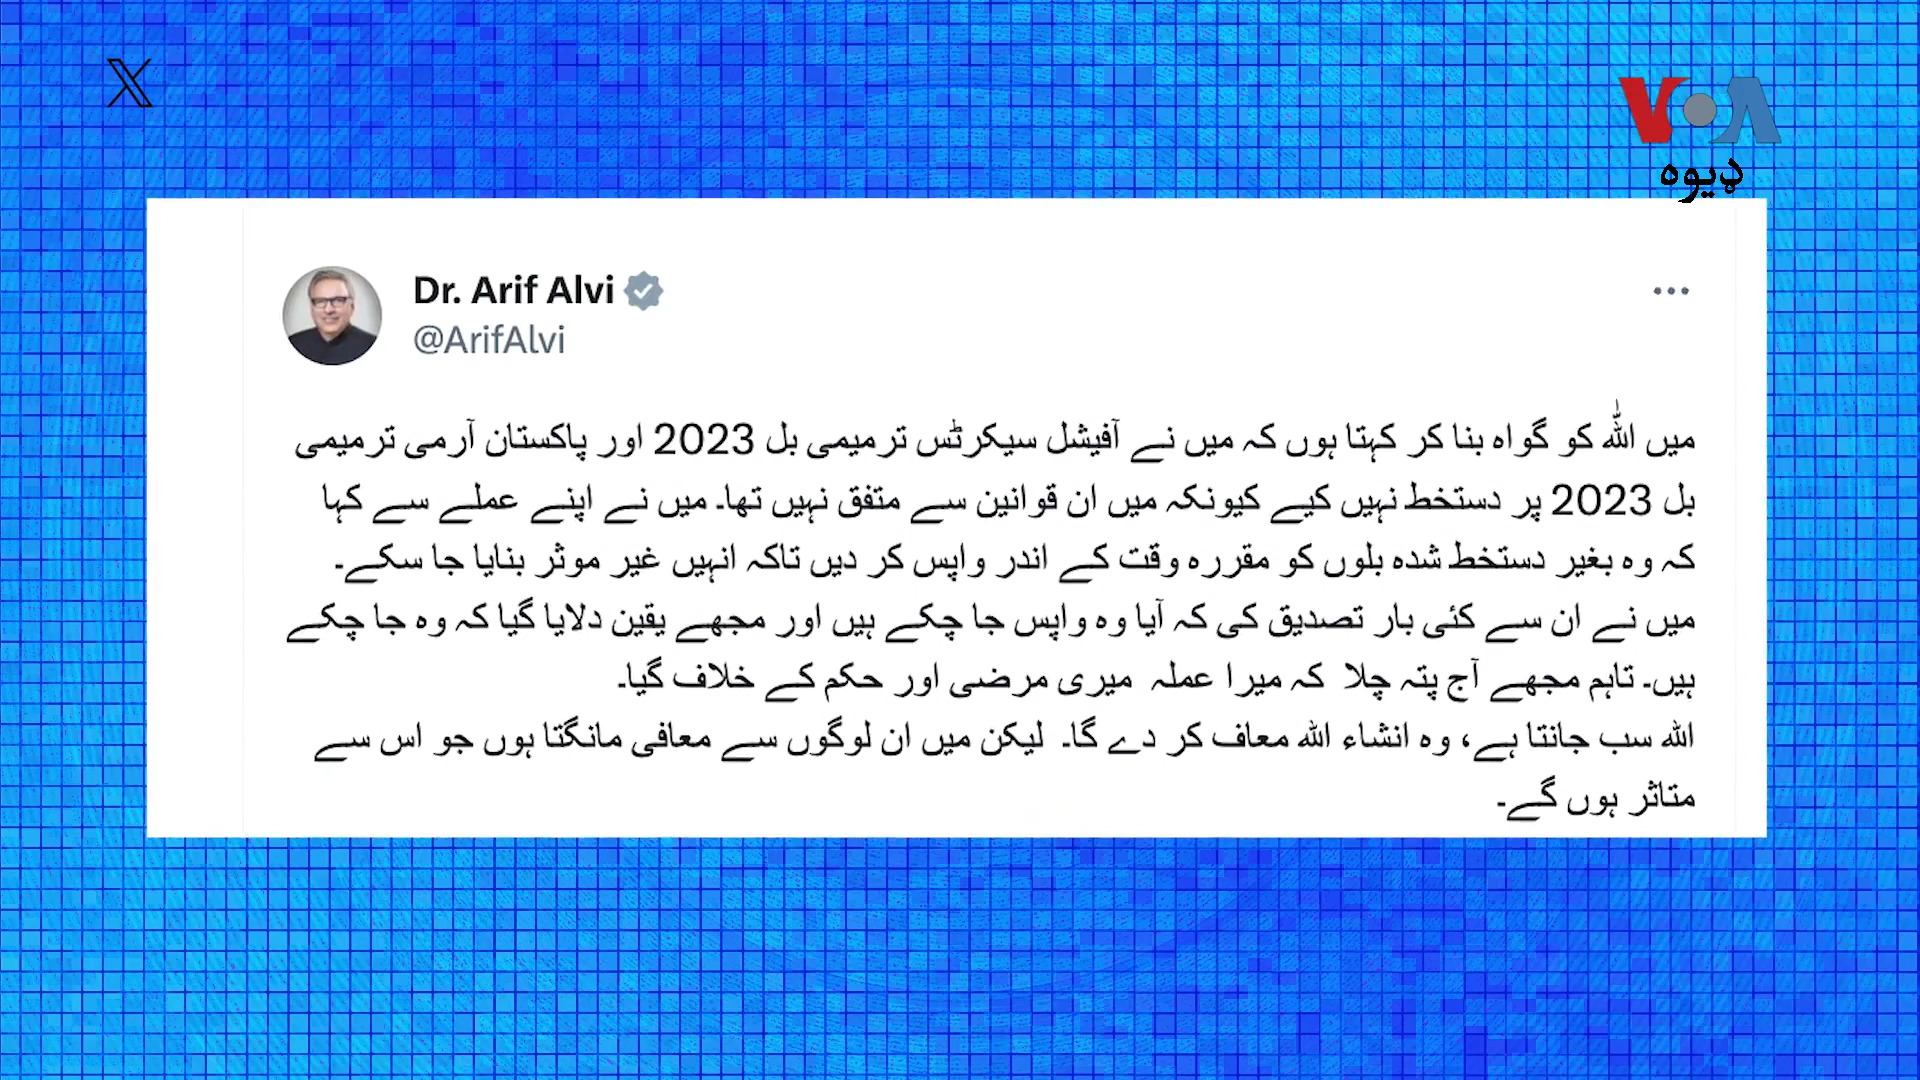 X
VOA
ډیوه
Dr. Arif Alvi
@ArifAlvi
میں اللّٰہ کو گواہ بنا کر کہتا ہوں کہ میں نے آفیشل سیکرٹس ترمیمی بل 2023 اور پاکستان آرمی ترمیمی
بل 2023 پر دستخط نہیں کیے کیونکہ میں ان قوانین سے متفق نہیں تھا۔ میں نے اپنے عملے سے کہا
کہ وہ بغیر دستخط شدہ بلوں کو مقررہ وقت کے اندر واپس کر دیں تاکہ انہیں غیر موثر بنایا جا سکے۔
میں نے ان سے کئی بار تصدیق کی کہ آیا وہ واپس جا چکے ہیں اور مجھے یقین دلایا گیا کہ وہ جا چکے
ہیں۔ تاہم مجھے آج پتہ چلا کہ میرا عملہ میری مرضی اور حکم کے خلاف گیا۔
اللہ سب جانتا ہے، وہ انشاء اللہ معاف کر دے گا۔ لیکن میں ان لوگوں سے معافی مانگتا ہوں جو اس سے
متاثر ہوں گے۔